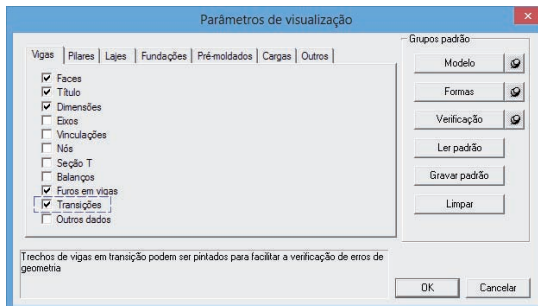 Parâmetros de visualização
Vigas Pilares Lajes Fundações Pré-moldados Cargas Outros
Faces
Título
Dimensões
Eixos
Vinculações
Nós
Seção T
Balanços
Furos em vigas
Transições
Outros dados
Grupos padrão
Modelo
Formas
Verificação
Ler padrão
Gravar padrão
Limpar
Trechos de vigas em transição podem ser pintados para facilitar a verificação de erros de
geometria
OK Cancelar